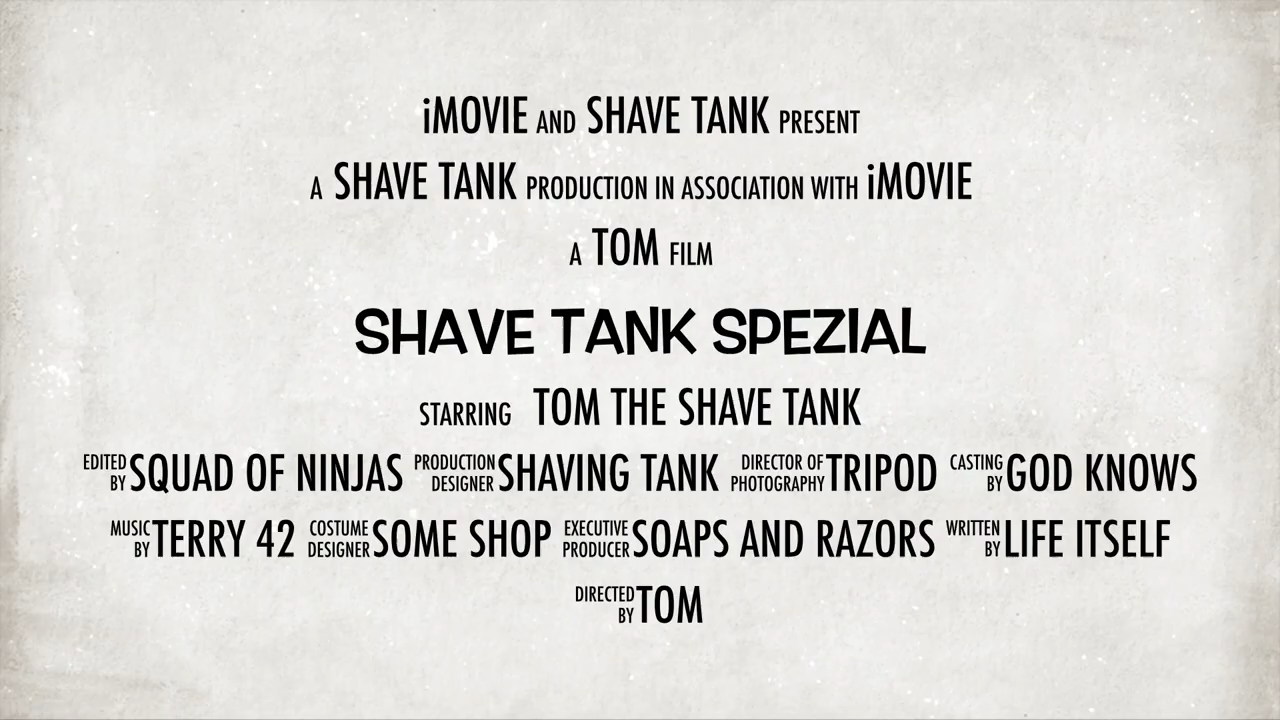 iMOVIE AND SHAVE TANK PRESENT
A SHAVE TANK PRODUCTION IN ASSOCIATION WITH iMOVIE
A TOM FILM
SHAVE TANK SPEZIAL
STARRING TOM THE SHAVE TANK
EDITED BY SQUAD OF NINJAS PRODUCTION DESIGNER SHAVING TANK DIRECTOR OF PHOTOGRAPHY TRIPOD CASTING BY GOD KNOWS
MUSIC BY TERRY 42 COSTUME DESIGNER SOME SHOP EXECUTIVE PRODUCER SOAPS AND RAZORS WRITTEN BY LIFE ITSELF
DIRECTED BY TOM